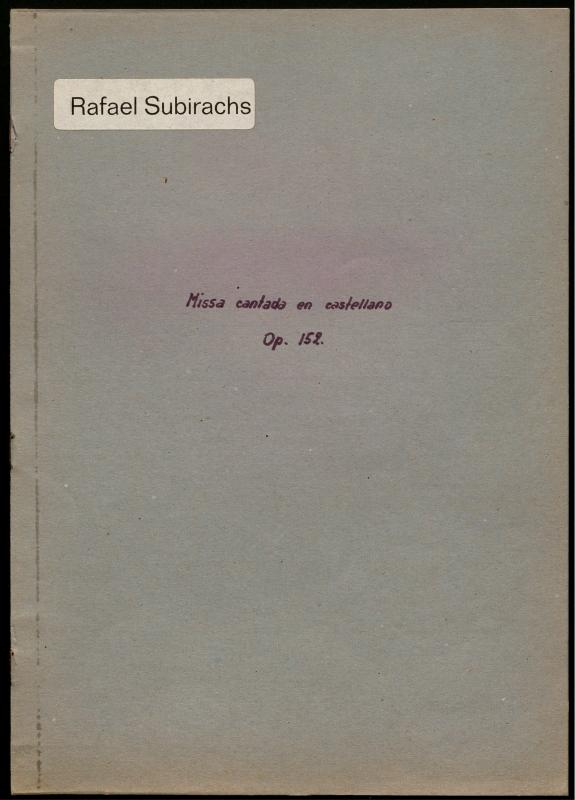 Rafael Subirachs
Missa cantada en castellano
Op. 152.